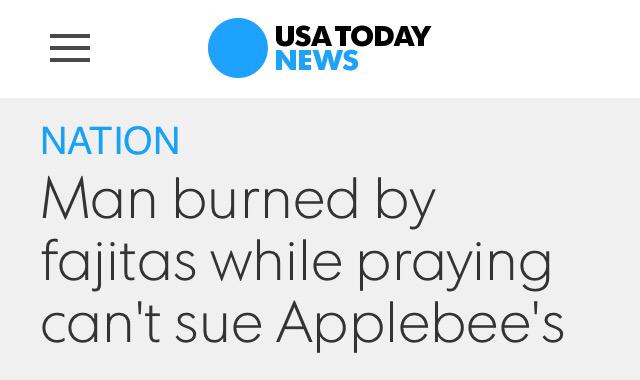 USA TODAY
NEWS
NATION
Man burned by
fajitas while praying
can't sue Applebee's